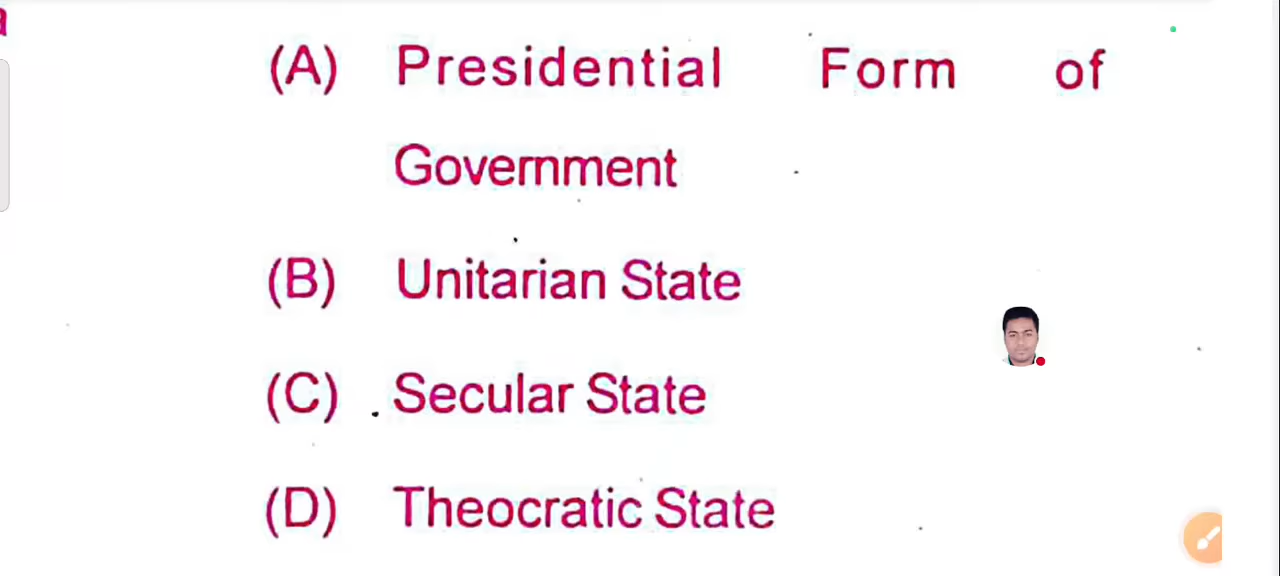 (A) Presidential Form of
Government
(B) Unitarian State
(C) Secular State
(D) Theocratic State